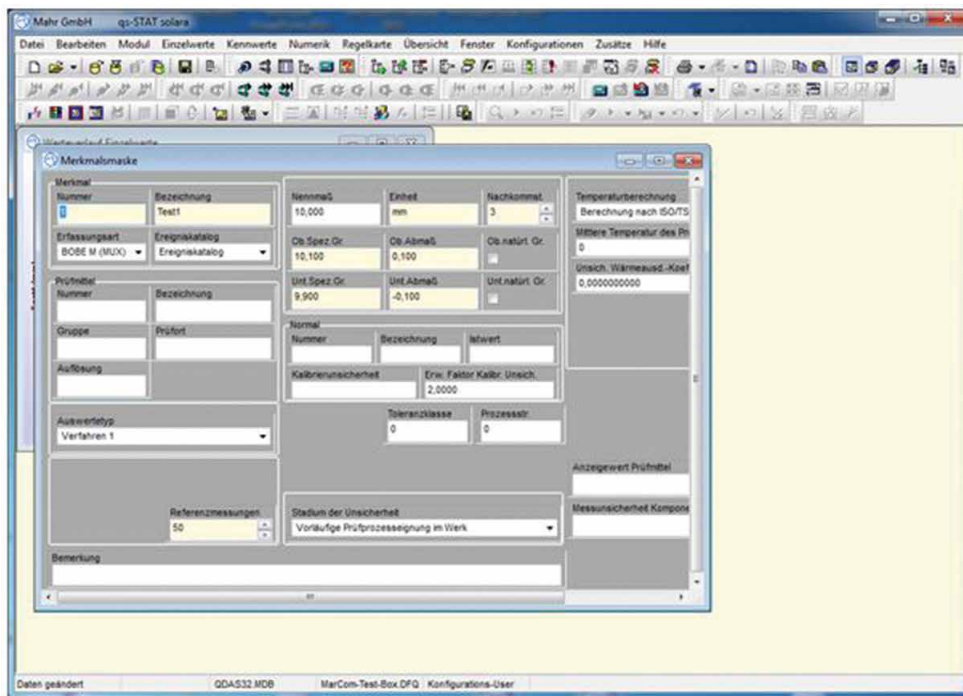 Mahr GmbH qs-STAT solara
Datei Bearbeiten Modul Einzelwerte Kennwerte Numerik Regelkarte Übersicht Fenster Konfigurationen Zusätze Hilfe
Werteverlauf Einzelwerte
Merkmalsmaske
Merkmal
Nummer Bezeichnung
1 Test1
Erfassungsart Ereigniskatalog
BOBE M (MUX) Ereigniskatalog
Prüfmittel
Nummer Bezeichnung
Gruppe Prüfort
Auflösung
Auswertetyp
Verfahren 1
Referenzmessungen
50
Bemerkung
Nennmaß Einheit Nachkommast.
10,000 mm 3
Ob.Spez.Gr. Ob.Abmaß Ob.natürl. Gr.
10,100 0,100
Unt.Spez.Gr. Unt.Abmaß Unt.natürl. Gr.
9,900 -0,100
Normal
Nummer Bezeichnung Istwert
Kalibrierunsicherheit Erw. Faktor Kalibr. Unsich.
2,0000
Toleranzklasse Prozessstr.
0 0
Stadium der Unsicherheit
Vorläufige Prüfprozesseignung im Werk
Temperaturberechnung
Berechnung nach ISO/TS
Mittlere Temperatur des Pr
0
Unsich. Wärmeausd.-Koef
0,0000000000
Anzeigewert Prüfmittel
Messunsicherheit Kompone
Daten geändert QDAS32.MDB MarCom-Test-Box.DFQ Konfigurations-User